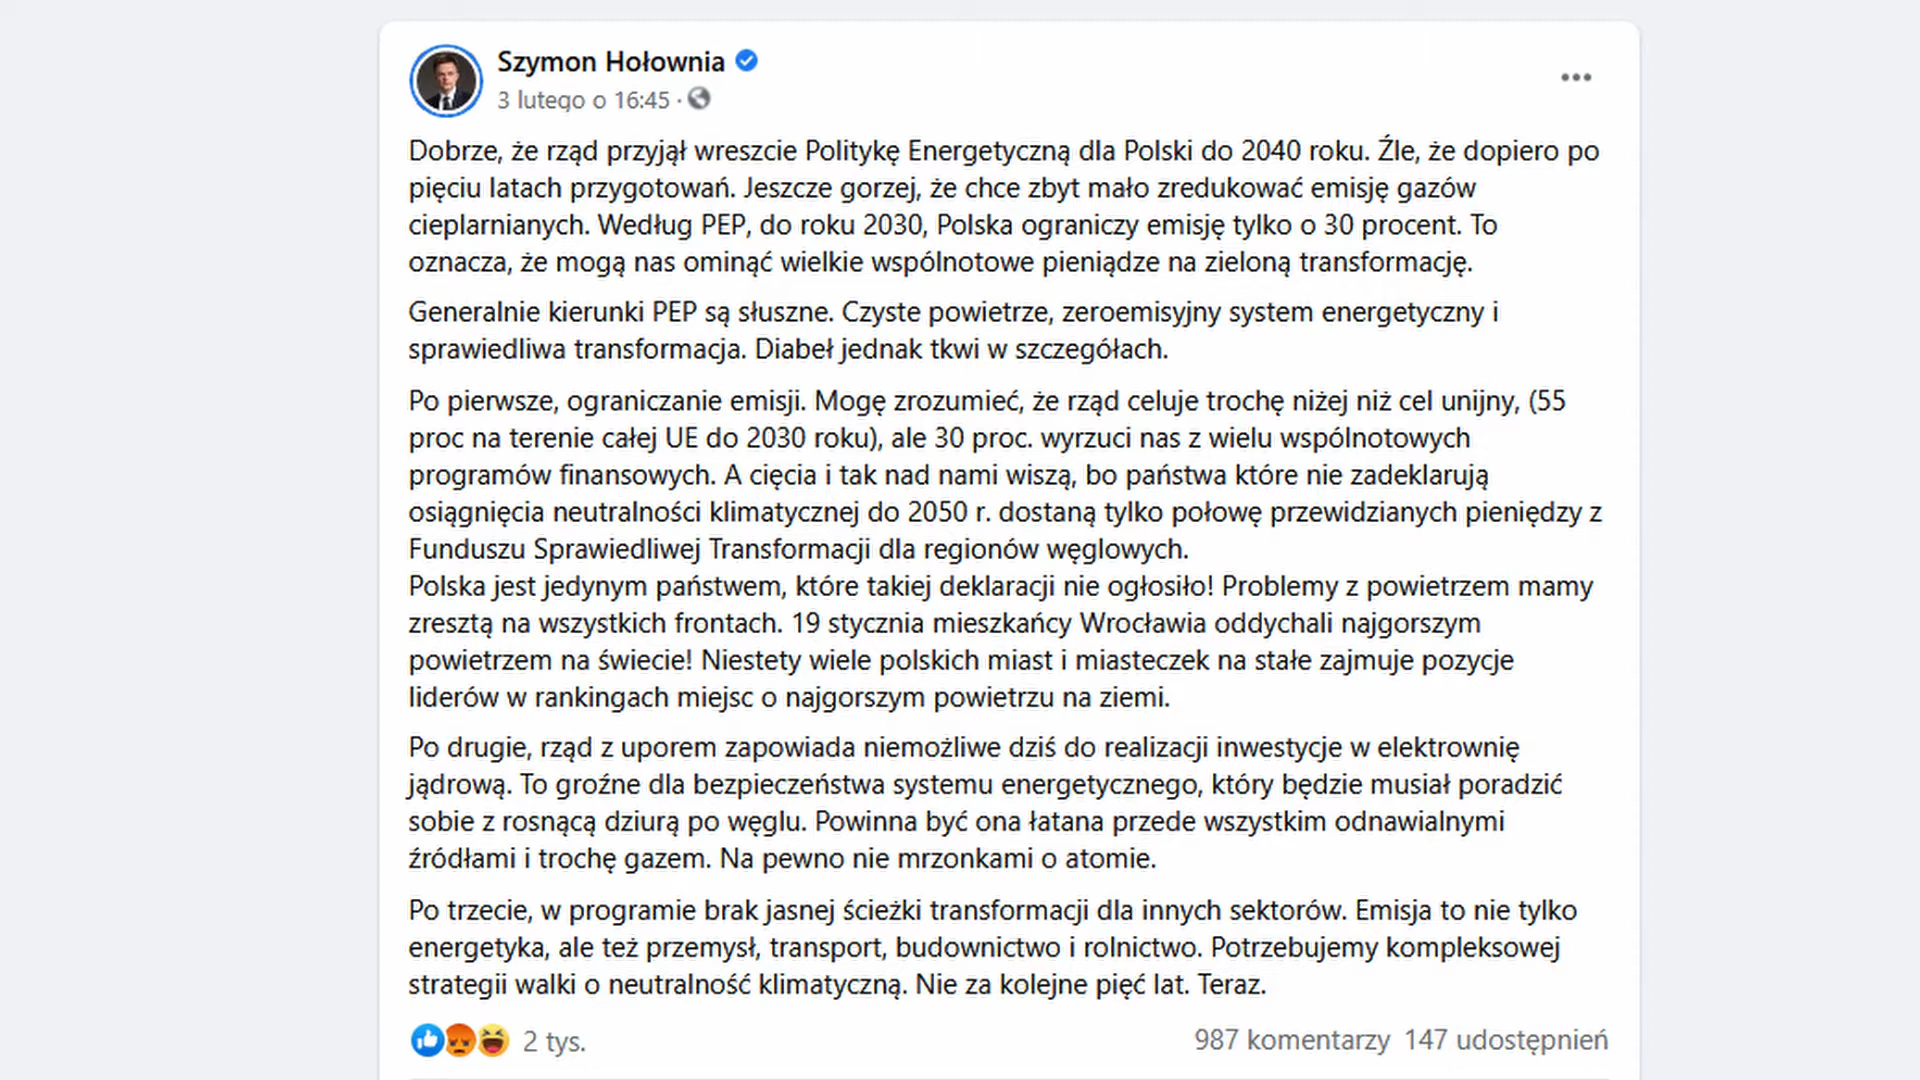 Szymon Hołownia
3 lutego o 16:45 ·
Dobrze, że rząd przyjął wreszcie Politykę Energetyczną dla Polski do 2040 roku. Źle, że dopiero po
pięciu latach przygotowań. Jeszcze gorzej, że chce zbyt mało zredukować emisję gazów
cieplarnianych. Według PEP, do roku 2030, Polska ograniczy emisję tylko o 30 procent. To
oznacza, że mogą nas ominąć wielkie wspólnotowe pieniądze na zieloną transformację.
Generalnie kierunki PEP są słuszne. Czyste powietrze, zeroemisyjny system energetyczny i
sprawiedliwa transformacja. Diabeł jednak tkwi w szczegółach.
Po pierwsze, ograniczanie emisji. Mogę zrozumieć, że rząd celuje trochę niżej niż cel unijny, (55
proc na terenie całej UE do 2030 roku), ale 30 proc. wyrzuci nas z wielu wspólnotowych
programów finansowych. A cięcia i tak nad nami wiszą, bo państwa które nie zadeklarują
osiągnięcia neutralności klimatycznej do 2050 r. dostaną tylko połowę przewidzianych pieniędzy z
Funduszu Sprawiedliwej Transformacji dla regionów węglowych.
Polska jest jedynym państwem, które takiej deklaracji nie ogłosiło! Problemy z powietrzem mamy
zresztą na wszystkich frontach. 19 stycznia mieszkańcy Wrocławia oddychali najgorszym
powietrzem na świecie! Niestety wiele polskich miast i miasteczek na stałe zajmuje pozycje
liderów w rankingach miejsc o najgorszym powietrzu na ziemi.
Po drugie, rząd z uporem zapowiada niemożliwe dziś do realizacji inwestycje w elektrownię
jądrową. To groźne dla bezpieczeństwa systemu energetycznego, który będzie musiał poradzić
sobie z rosnącą dziurą po węglu. Powinna być ona łatana przede wszystkim odnawialnymi
źródłami i trochę gazem. Na pewno nie mrzonkami o atomie.
Po trzecie, w programie brak jasnej ścieżki transformacji dla innych sektorów. Emisja to nie tylko
energetyka, ale też przemysł, transport, budownictwo i rolnictwo. Potrzebujemy kompleksowej
strategii walki o neutralność klimatyczną. Nie za kolejne pięć lat. Teraz.
2 tys.
987 komentarzy 147 udostępnień